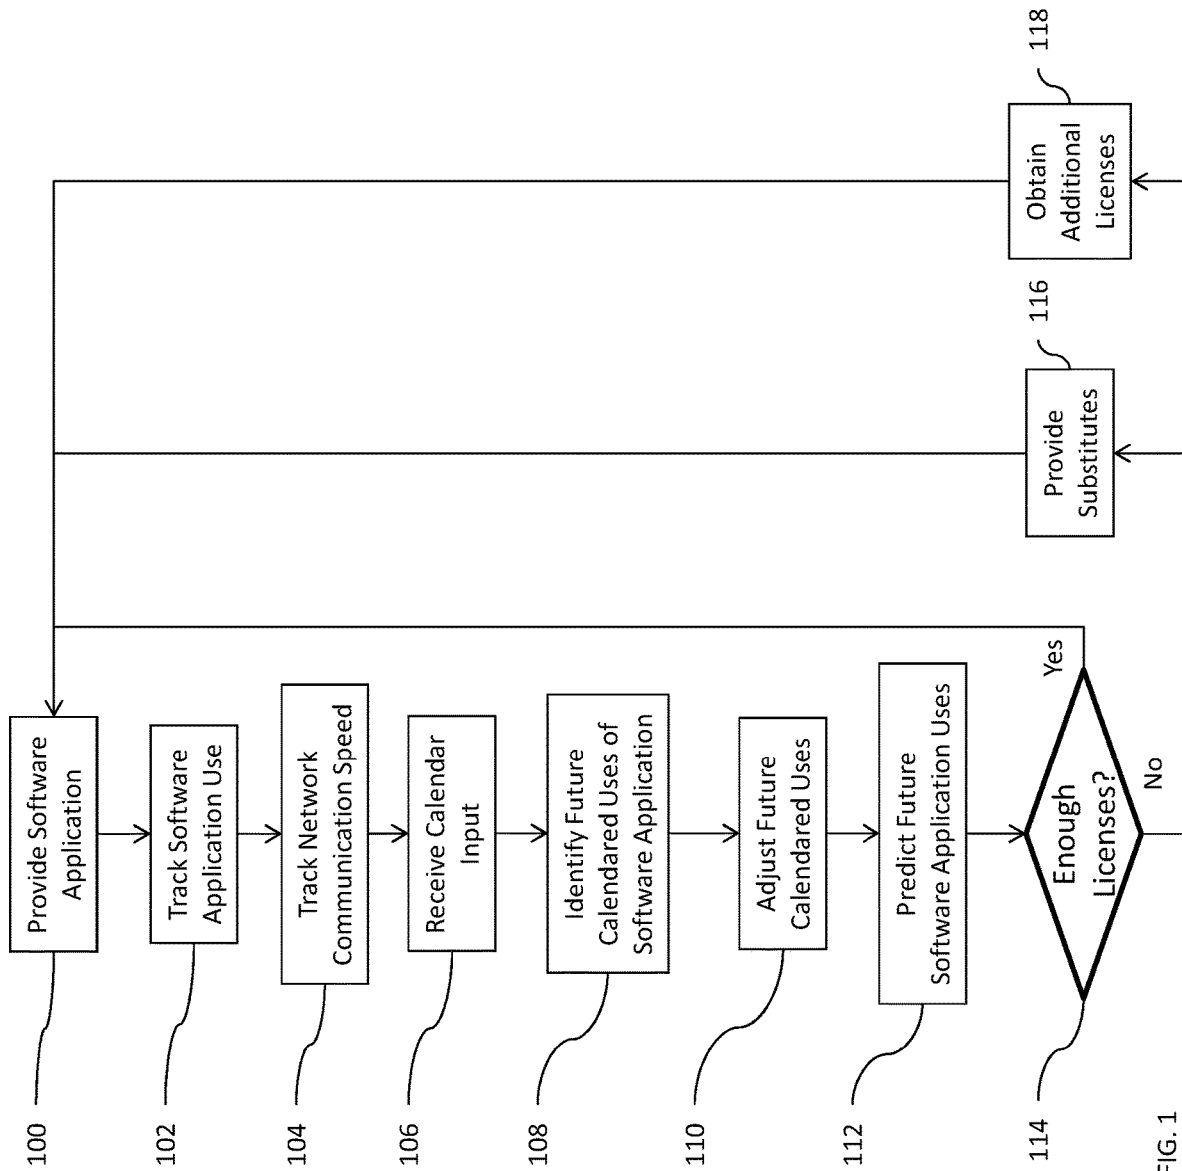 100
Provide Software
Application
102
Track Software
Application Use
104
Track Network
Communication Speed
106
Receive Calendar
Input
108
Identify Future
Calendared Uses of
Software Application
110
Adjust Future
Calendared Uses
112
Predict Future
Software Application Uses
114
Enough
Licenses?
Yes
No
Provide
Substitutes
116
Obtain
Additional
Licenses
118
FIG. 1